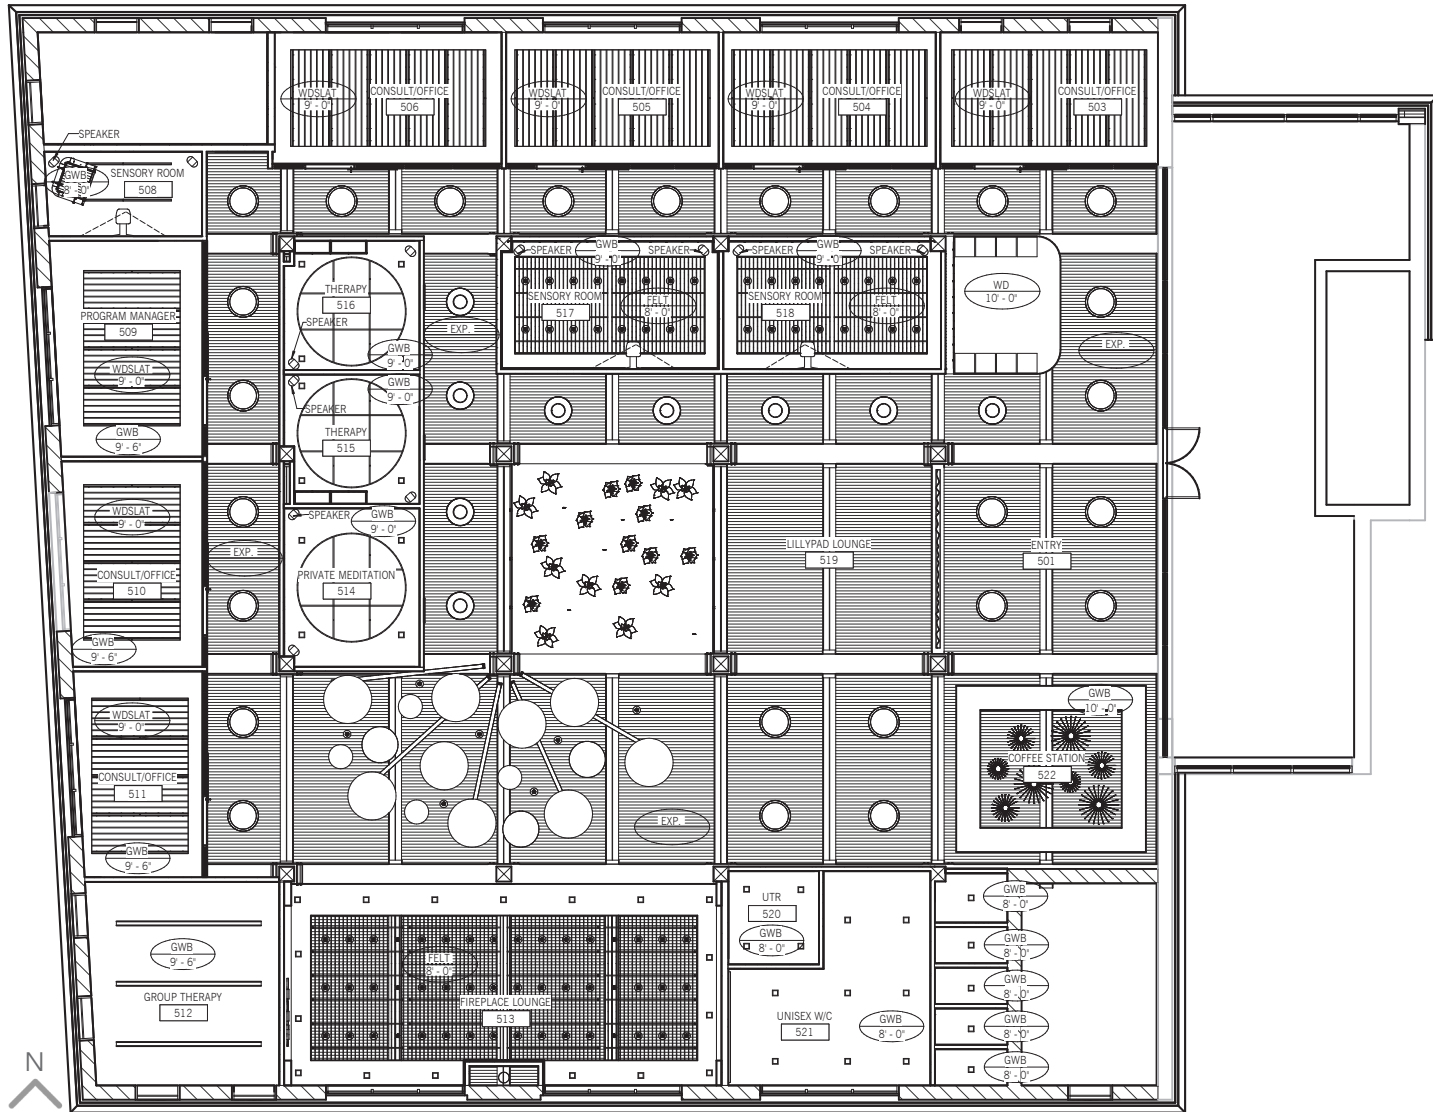 WDSLAT
9' - 0"
CONSULT/OFFICE
506
WDSLAT
9' - 0"
CONSULT/OFFICE
505
WDSLAT
9' - 0"
CONSULT/OFFICE
504
WDSLAT
9' - 0"
CONSULT/OFFICE
503
SPEAKER
GWB
8' - 0"
SENSORY ROOM
508
SPEAKER
GWB
9' - 0"
SPEAKER
SPEAKER
GWB
9' - 0"
SPEAKER
PROGRAM MANAGER
509
WDSLAT
9' - 0"
GWB
9' - 6"
THERAPY
516
SPEAKER
GWB
9' - 0"
EXP.
SENSORY ROOM
517
FELT
8' - 0"
SENSORY ROOM
518
FELT
8' - 0"
WD
10' - 0"
EXP.
GWB
9' - 0"
SPEAKER
THERAPY
515
WDSLAT
9' - 0"
CONSULT/OFFICE
510
GWB
9' - 6"
EXP.
SPEAKER
GWB
9' - 0"
PRIVATE MEDITATION
514
LILLYPAD LOUNGE
519
ENTRY
501
WDSLAT
9' - 0"
CONSULT/OFFICE
511
GWB
9' - 6"
EXP.
GWB
10' - 0"
COFFEE STATION
522
GWB
9' - 6"
GROUP THERAPY
512
FELT
8' - 0"
FIREPLACE LOUNGE
513
UTR
520
GWB
8' - 0"
UNISEX W/C
521
GWB
8' - 0"
GWB
8' - 0"
GWB
8' - 0"
GWB
8' - 0"
GWB
8' - 0"
GWB
8' - 0"
N